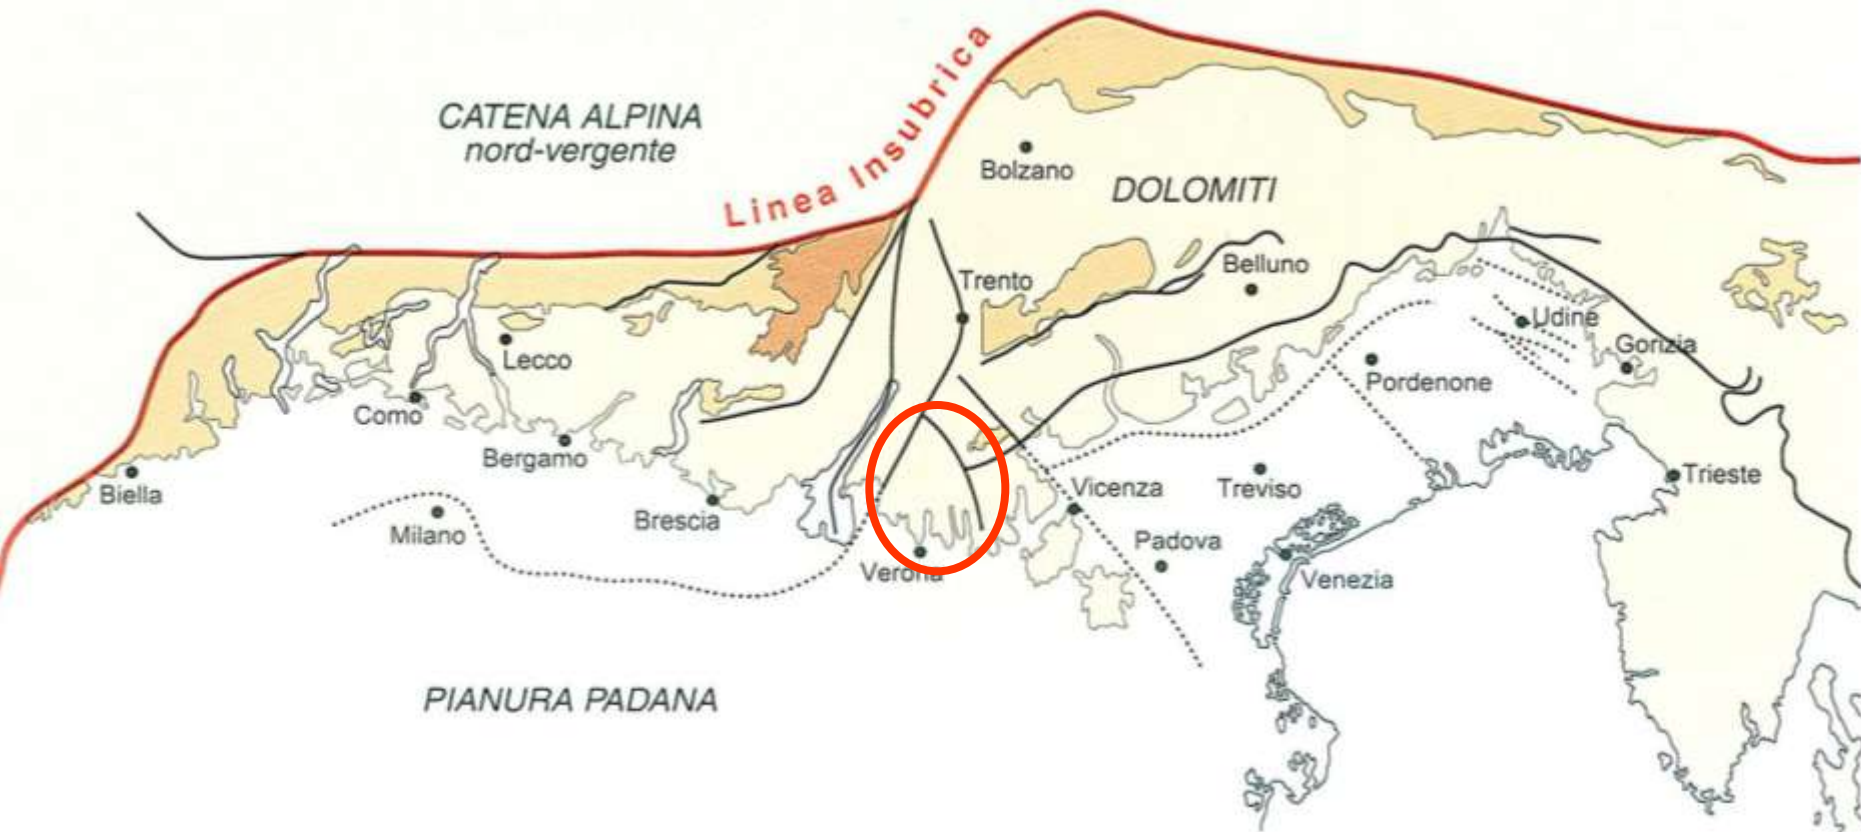 CATENA ALPINA
nord-vergente
Linea Insubrica
Bolzano
DOLOMITI
Trento
Belluno
Udine
Gorizia
Lecco
Pordenone
Como
Bergamo
Biella
Vicenza
Treviso
Trieste
Brescia
Milano
Padova
Verona
Venezia
PIANURA PADANA